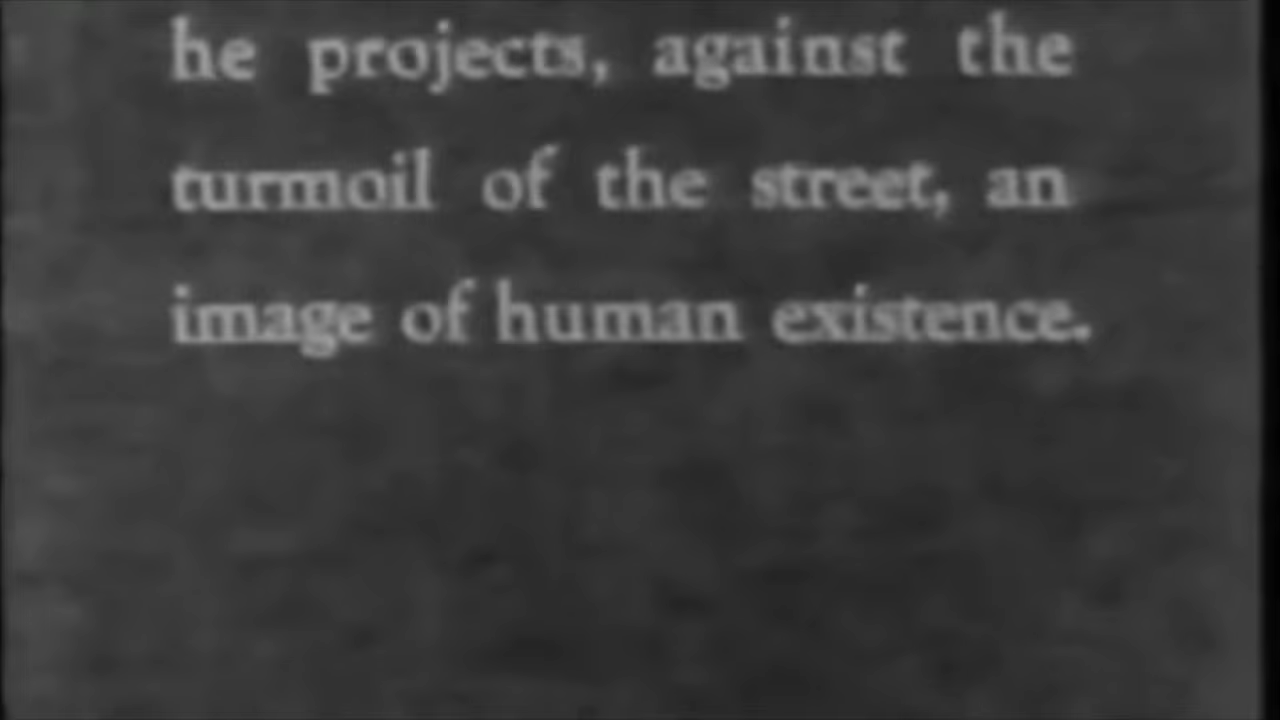 he projects, against the
turmoil of the street, an
image of human existence.